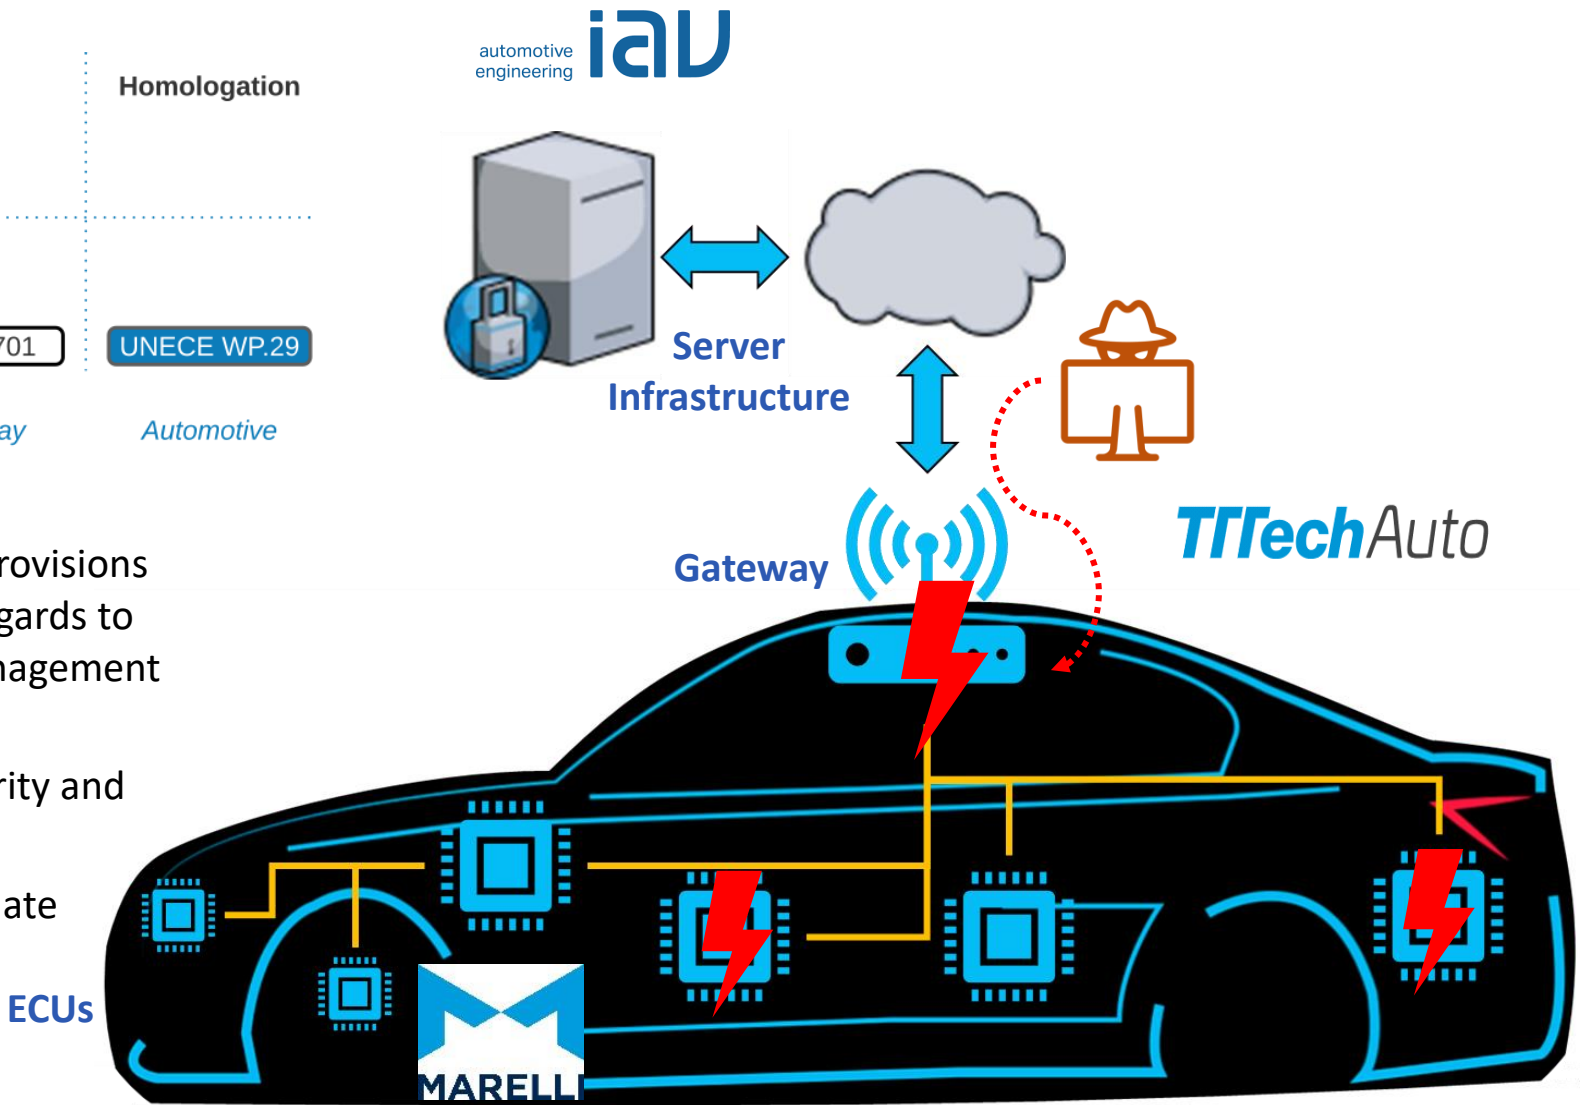 automotive
engineering
iav
Homologation
701
UNECE WP.29
ay
Automotive
Server
Infrastructure
Gateway
TTTechAuto
rovisions
gards to
nagement
rity and
ate
ECUs
MARELLI